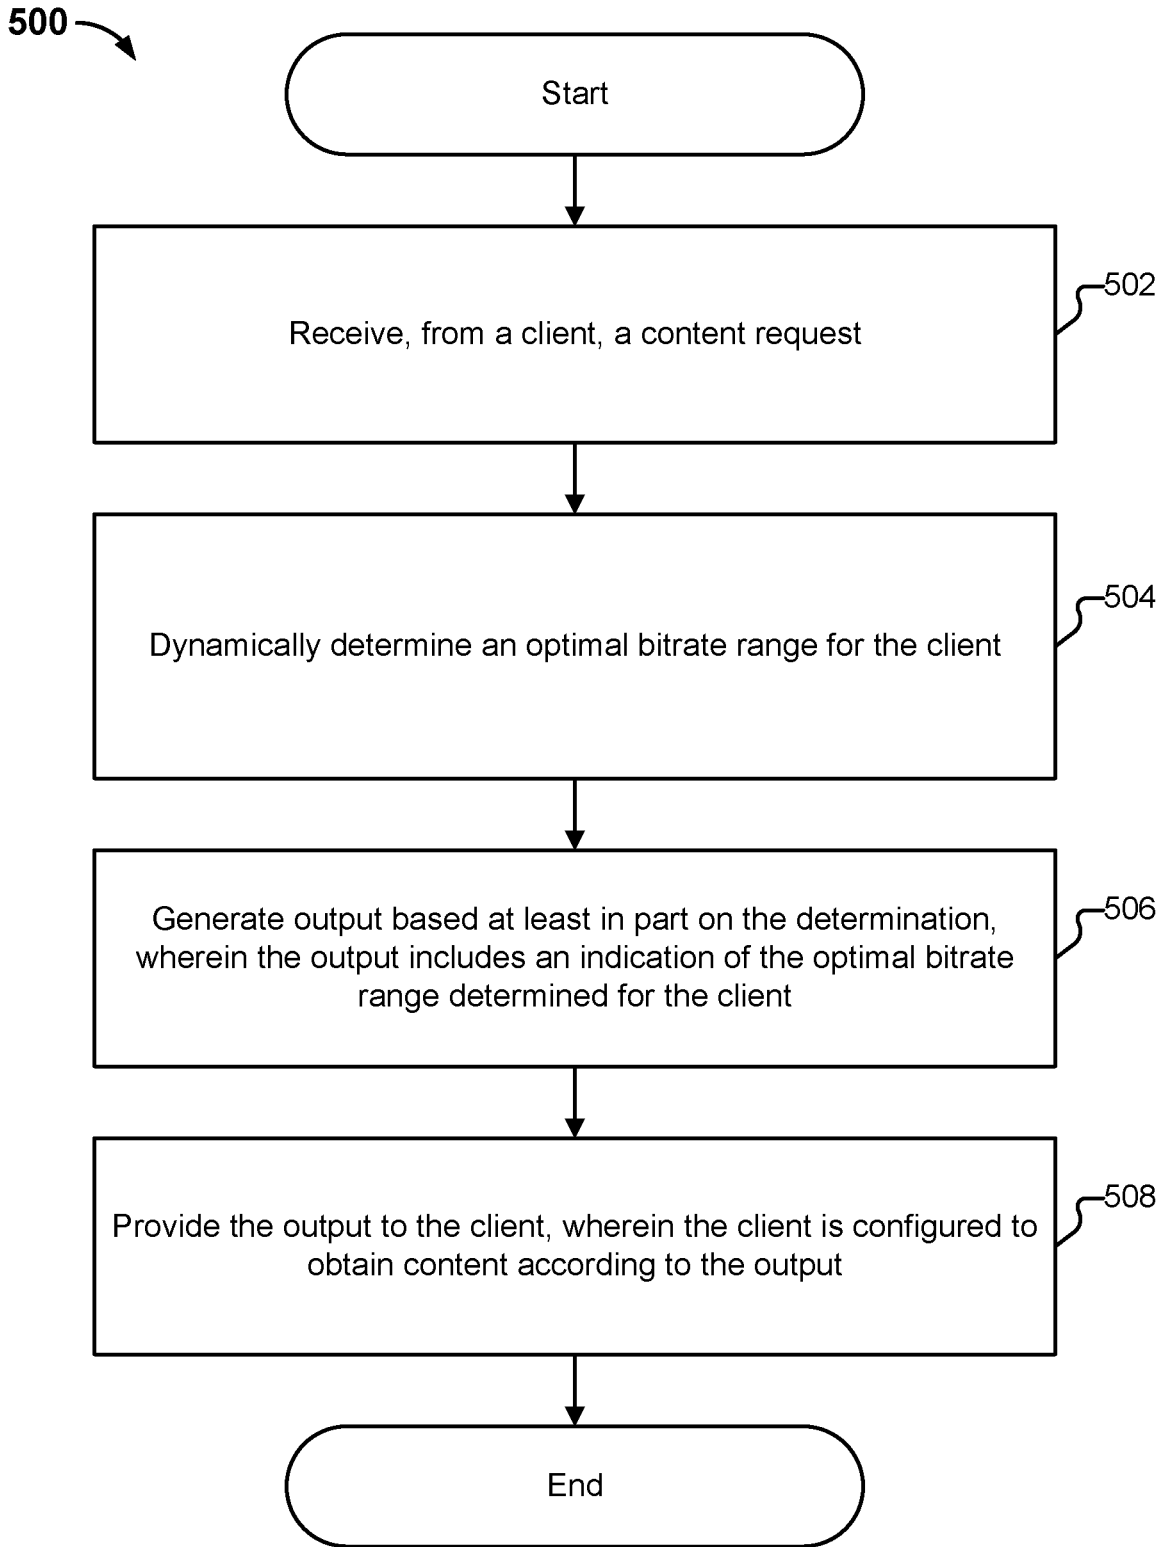 500
Start
Receive, from a client, a content request
502
Dynamically determine an optimal bitrate range for the client
504
Generate output based at least in part on the determination,
wherein the output includes an indication of the optimal bitrate
range determined for the client
506
Provide the output to the client, wherein the client is configured to
obtain content according to the output
508
End